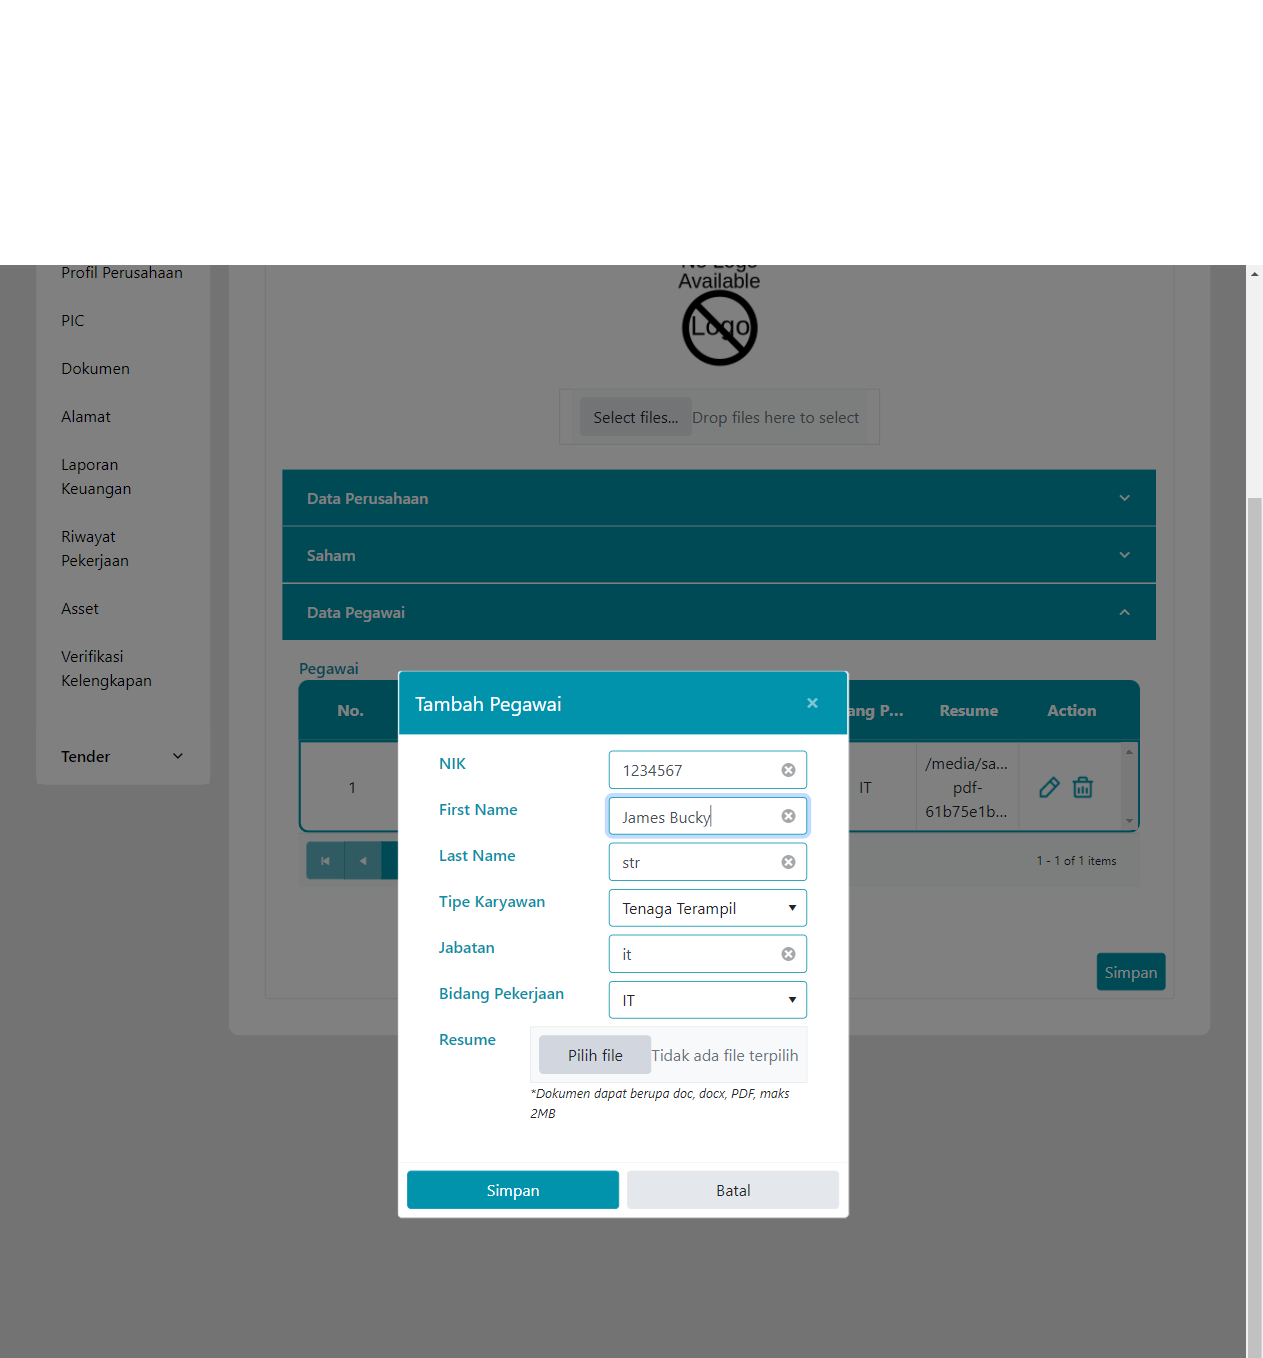 Profil Perusahaan
PIC
Dokumen
Alamat
Laporan
Keuangan
Riwayat
Pekerjaan
Asset
Verifikasi
Kelengkapan
Tender
No Logo
Available
Logo
Select files... Drop files here to select
Data Perusahaan
Saham
Data Pegawai
Pegawai
No. ang P... Resume Action
1 IT /media/sa...
pdf-
61b75e1b...
1 - 1 of 1 items
Simpan
Tambah Pegawai
NIK 1234567
First Name James Bucky
Last Name str
Tipe Karyawan Tenaga Terampil
Jabatan it
Bidang Pekerjaan IT
Resume Pilih file Tidak ada file terpilih
*Dokumen dapat berupa doc, docx, PDF, maks
2MB
Simpan Batal